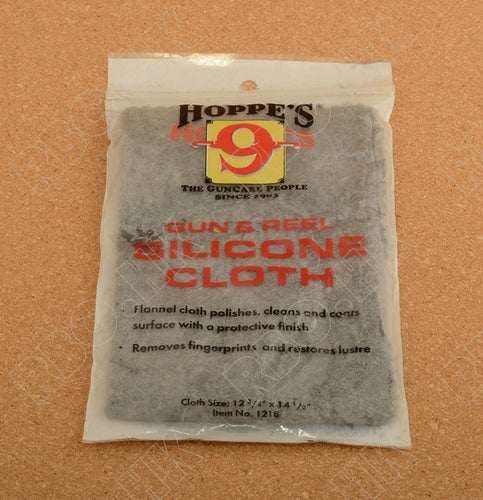 HOPPE'S
9
THE GUNCARE PEOPLE
SINCE 1903
GUN & REEL
SILICONE
CLOTH
· Flannel cloth polishes, cleans and coats
surface with a protective finish
· Removes fingerprints and restores lustre
Cloth Size: 12 3/4" x 14 1/2"
Item No. 1218